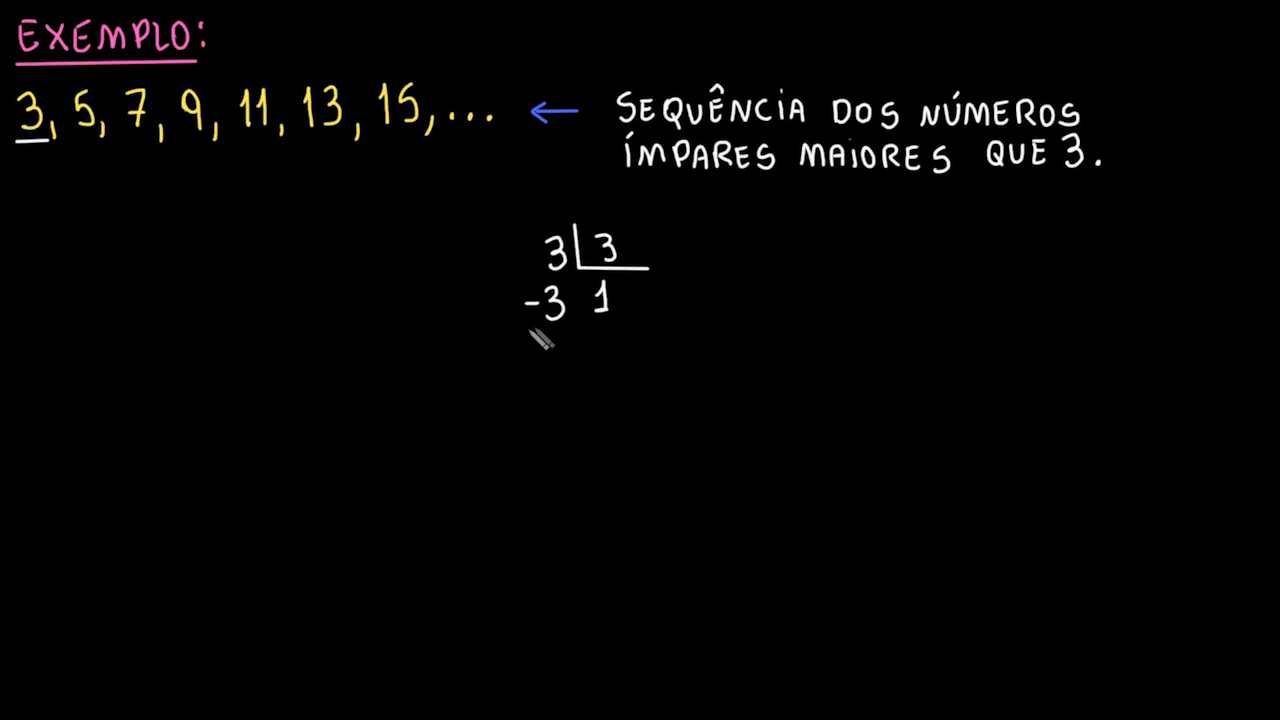 EXEMPLO:
3, 5, 7, 9, 11, 13, 15, ... ← SEQUÊNCIA DOS NÚMEROS
ÍMPARES MAIORES QUE 3.
3 3
-3 1